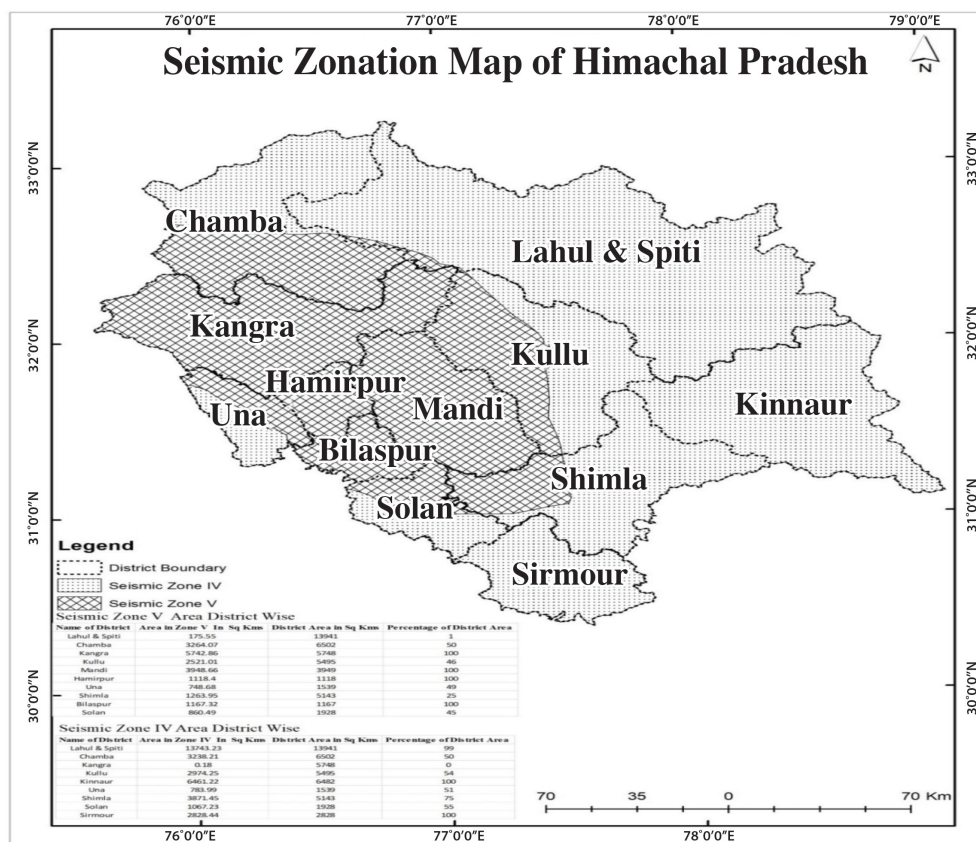 76°0'0"E 77°0'0"E 78°0'0"E 79°0'0"E
Seismic Zonation Map of Himachal Pradesh
N
33°0'0"N
33°0'0"N
Chamba
Lahul & Spiti
Kangra
32°0'0"N
32°0'0"N
Kullu
Hamirpur
Una
Mandi
Kinnaur
Bilaspur
Shimla
Solan
31°0'0"N
31°0'0"N
Sirmour
Legend
District Boundary
Seismic Zone IV
Seismic Zone V
Seismic Zone V Area District Wise
Name of District Area in Zone V In Sq Kms District Area in Sq Kms Percentage of District Area
Lahul & Spiti 175.55 13941 1
Chamba 3264.07 6502 50
Kangra 5742.86 5748 100
Kullu 2521.01 5495 46
Mandi 3948.66 3949 100
Hamirpur 1118.4 1118 100
Una 748.68 1539 49
Shimla 1263.95 5143 25
Bilaspur 1167.32 1167 100
Solan 860.49 1928 45
30°0'0"N
30°0'0"N
Seismic Zone IV Area District Wise
Name of District Area in Zone IV In Sq Kms District Area in Sq Kms Percentage of District Area
Lahul & Spiti 13743.23 13941 99
Chamba 3238.21 6502 50
Kangra 0.18 5748 0
Kullu 2974.25 5495 54
Kinnaur 6461.22 6482 100
Una 783.99 1539 51
Shimla 3871.45 5143 75
Solan 1067.23 1928 55
Sirmour 2828.44 2828 100
70 35 0 70 Km
76°0'0"E 77°0'0"E 78°0'0"E